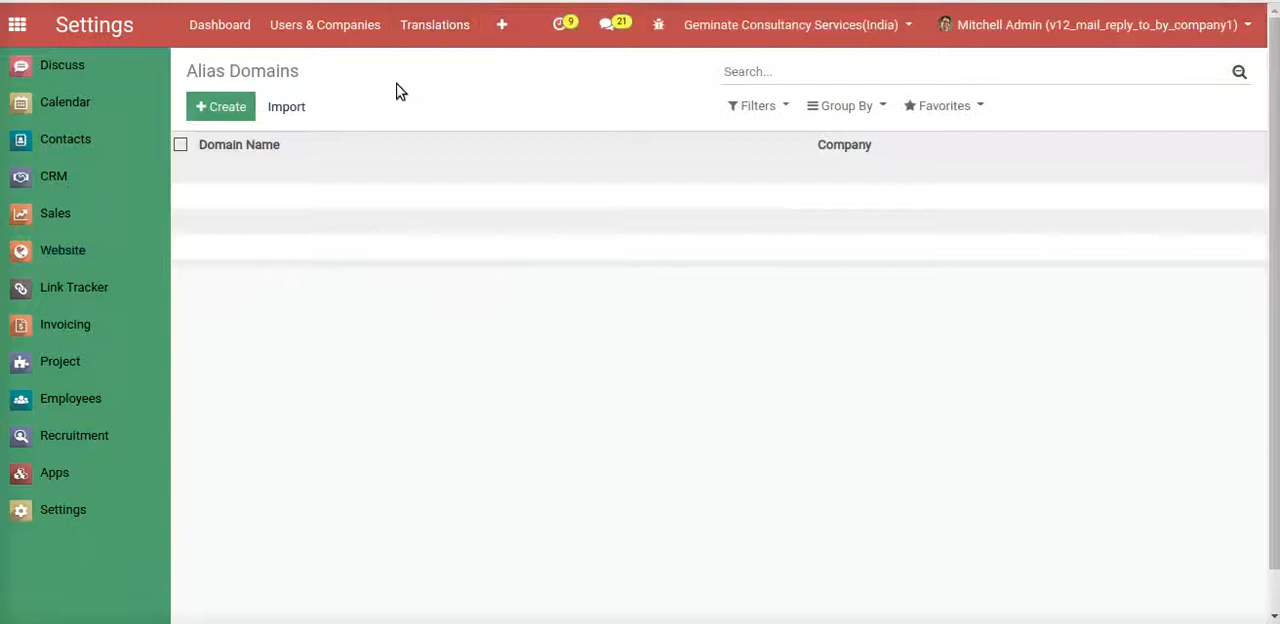 Settings Dashboard Users & Companies Translations + 9 21 Geminate Consultancy Services(India) Mitchell Admin (v12_mail_reply_to_by_company1)
Discuss
Calendar
Contacts
CRM
Sales
Website
Link Tracker
Invoicing
Project
Employees
Recruitment
Apps
Settings
Alias Domains
Search...
+ Create Import
Filters Group By Favorites
Domain Name Company